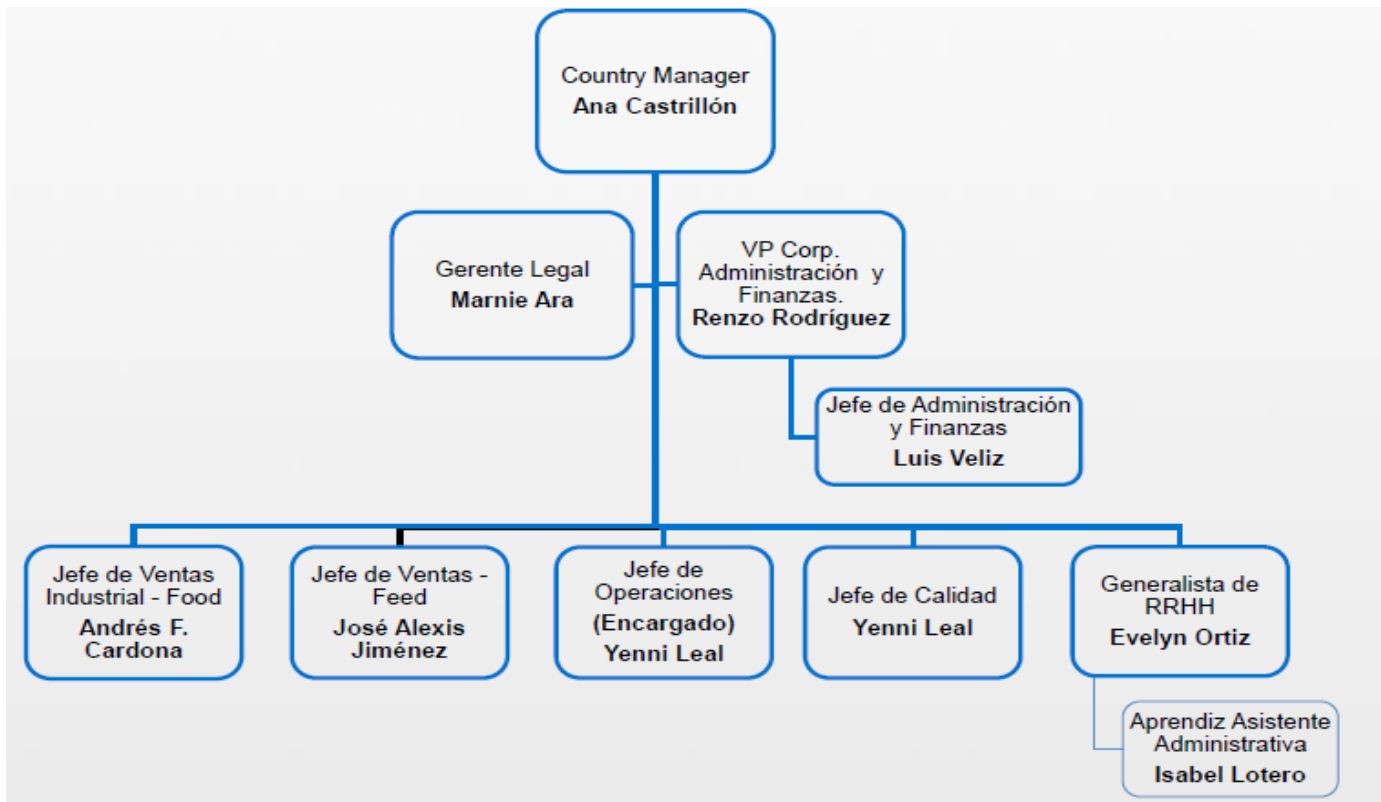 Country Manager
Ana Castrillón
Gerente Legal
Marnie Ara
VP Corp.
Administración y
Finanzas.
Renzo Rodríguez
Jefe de Administración
y Finanzas
Luis Veliz
Jefe de Ventas
Industrial - Food
Andrés F.
Cardona
Jefe de Ventas -
Feed
José Alexis
Jiménez
Jefe de
Operaciones
(Encargado)
Yenni Leal
Jefe de Calidad
Yenni Leal
Generalista de
RRHH
Evelyn Ortiz
Aprendiz Asistente
Administrativa
Isabel Lotero